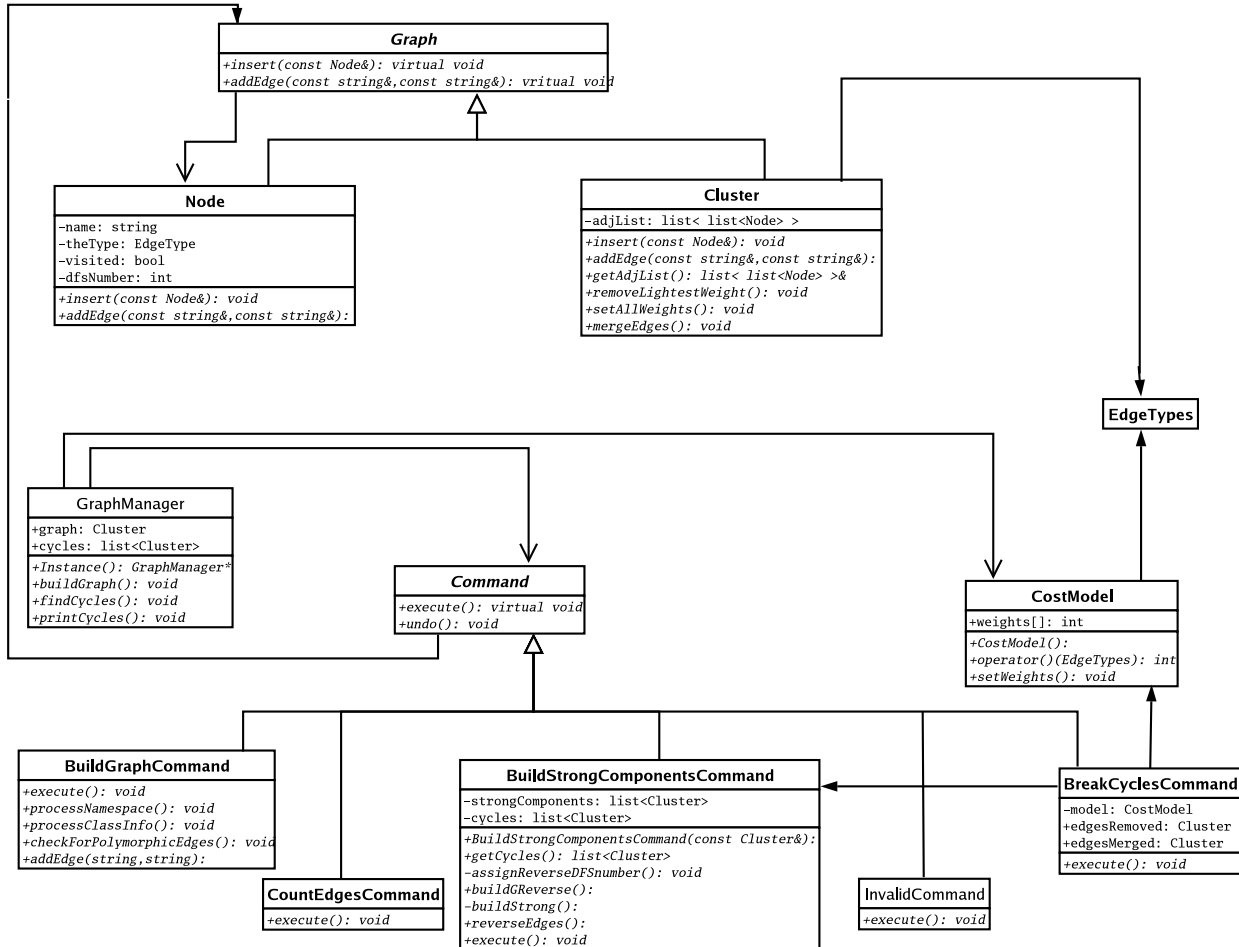 Graph
+insert(const Node&): virtual void
+addEdge(const string&,const string&): vritual void
Node
-name: string
-theType: EdgeType
-visited: bool
-dfsNumber: int
+insert(const Node&): void
+addEdge(const string&,const string&):
Cluster
-adjList: list< list<Node> >
+insert(const Node&): void
+addEdge(const string&,const string&):
+getAdjList(): list< list<Node> >&
+removeLightestWeight(): void
+setAllWeights(): void
+mergeEdges(): void
EdgeTypes
GraphManager
+graph: Cluster
+cycles: list<Cluster>
+Instance(): GraphManager*
+buildGraph(): void
+findCycles(): void
+printCycles(): void
Command
+execute(): virtual void
+undo(): void
CostModel
+weights[]: int
+CostModel():
+operator()(EdgeTypes): int
+setWeights(): void
BuildGraphCommand
+execute(): void
+processNamespace(): void
+processClassInfo(): void
+checkForPolymorphicEdges(): void
+addEdge(string,string):
CountEdgesCommand
+execute(): void
BuildStrongComponentsCommand
-strongComponents: list<Cluster>
-cycles: list<Cluster>
+BuildStrongComponentsCommand(const Cluster&):
+getCycles(): list<Cluster>
-assignReverseDFSnumber(): void
+buildGReverse():
-buildStrong():
+reverseEdges():
+execute(): void
InvalidCommand
+execute(): void
BreakCyclesCommand
-model: CostModel
+edgesRemoved: Cluster
+edgesMerged: Cluster
+execute(): void